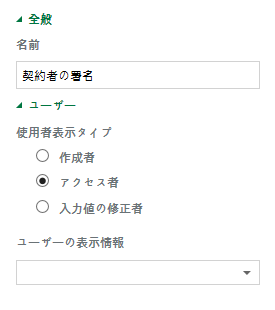 全般
名前
契約者の署名
ユーザー
使用者表示タイプ
作成者
アクセス者
入力値の修正者
ユーザーの表示情報